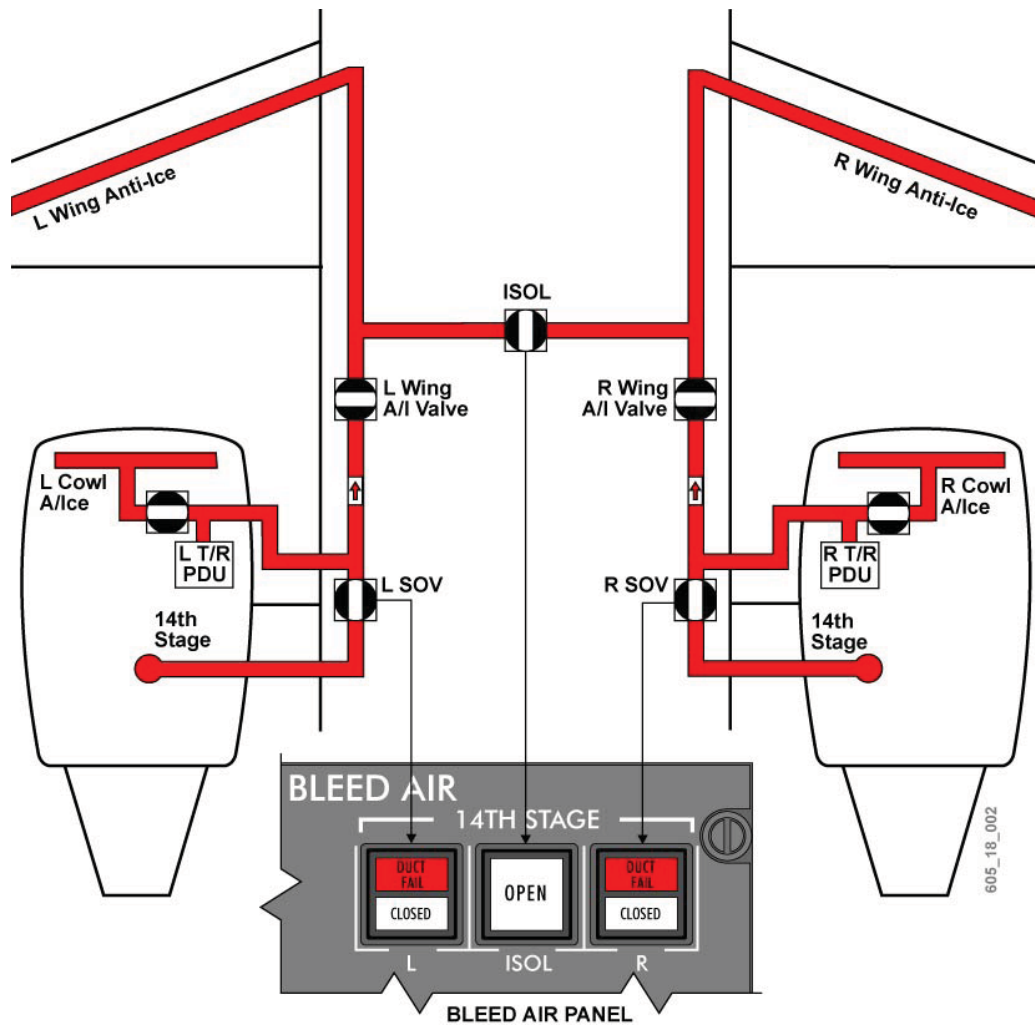 L Wing Anti-Ice
R Wing Anti-Ice
ISOL
L Wing
A/I Valve
R Wing
A/I Valve
L Cowl
A/Ice
R Cowl
A/Ice
L T/R
PDU
R T/R
PDU
L SOV
R SOV
14th
Stage
14th
Stage
BLEED AIR
14TH STAGE
DUCT
FAIL
CLOSED
OPEN
DUCT
FAIL
CLOSED
L
ISOL
R
BLEED AIR PANEL
605_18_002